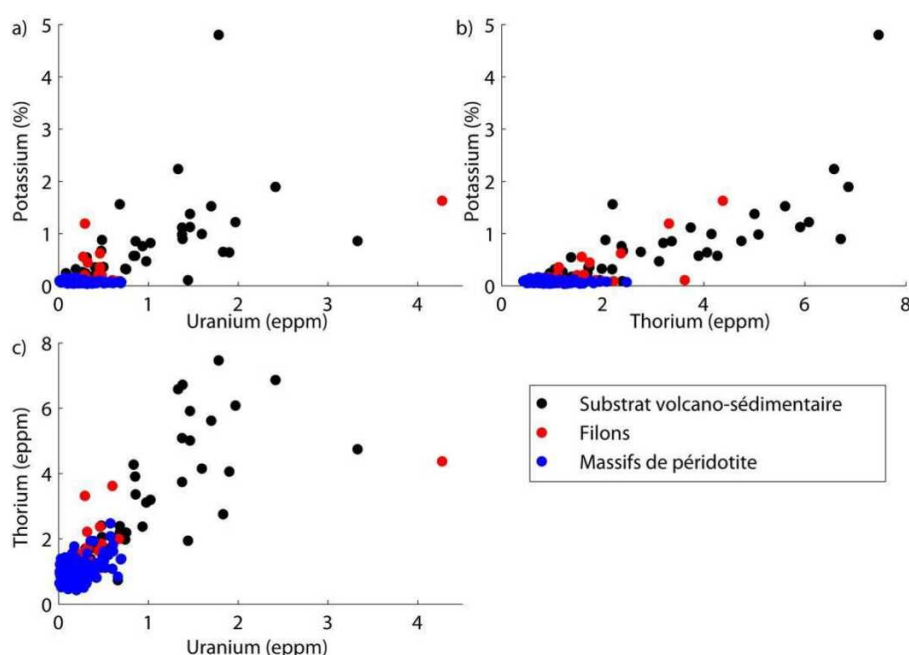 a)
Potassium (%)
5
4
3
2
1
0
0 1 2 3 4
Uranium (eppm)
b)
Potassium (%)
5
4
3
2
1
0
0 2 4 6 8
Thorium (eppm)
c)
Thorium (eppm)
8
6
4
2
0
0 1 2 3 4
Uranium (eppm)
Substrat volcano-sédimentaire
Filons
Massifs de péridotite